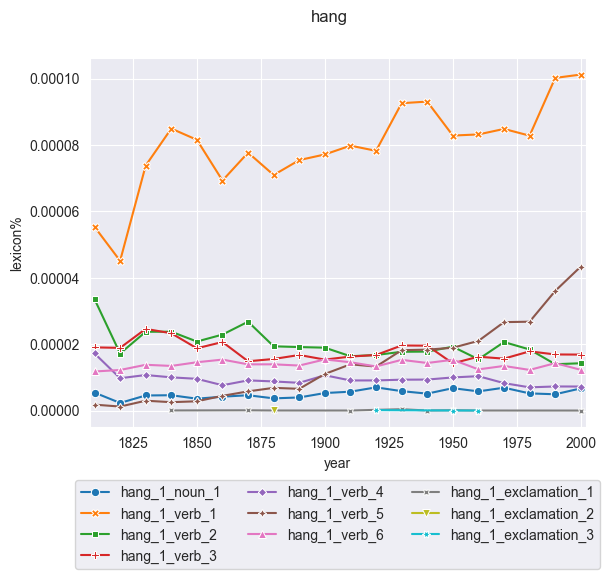 hang
0.00010
0.00008
0.00006
0.00004
0.00002
0.00000
lexicon%
1825 1850 1875 1900 1925 1950 1975 2000
year
hang_1_noun_1 hang_1_verb_4 hang_1_exclamation_1
hang_1_verb_1 hang_1_verb_5 hang_1_exclamation_2
hang_1_verb_2 hang_1_verb_6 hang_1_exclamation_3
hang_1_verb_3